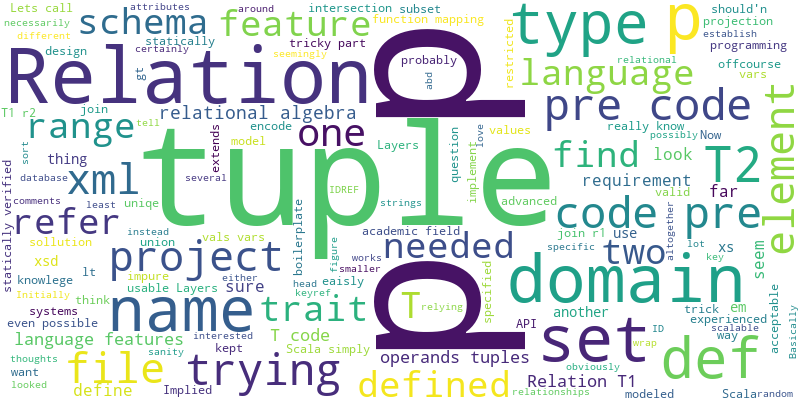 Lets call
attributes
around
intersection subset
should'n
necessarily
schema
feature
function mapping
type
p
projection
different
statically
tricky part
restricted
establish
design
certainly
seemingly
programming
Relation
d
probably
language
relational
offcourse
gt
abd
vars
T1 r2
join
relational algebra
pre code
element
range
encode
one
values
really know
possibly
Now
tell
model
extends
tuple
Layers
question
love
implement
find
look
T2
sort
thing
xml
several
IDREF
advanced
requirement
valid
far
database
comments
least
uniqe
strings
code pre
altogether
statically verified
refer
instead
boilerplate
academic field
join r1
use
xs
sollution
union
vals vars
figure
works
needed
specific
two
lot
key
xsd
project
either
smaller
domain
seem
knowlege
lt
impure
eaisly
b
specified
another
em
Initially
think
usable Layers
head
keyref
T
relying
trick
experienced
systems
name
trait
API
ID
way
scalable
acceptable
Basically
even possible
sure
T code
wrap
set
def
language features
sanity
Scala simply
operands tuples
obviously
thoughts
file
trying
interested
want
kept
defined
Relation T1
modeled
Scala
random
looked
define
Implied
relationships